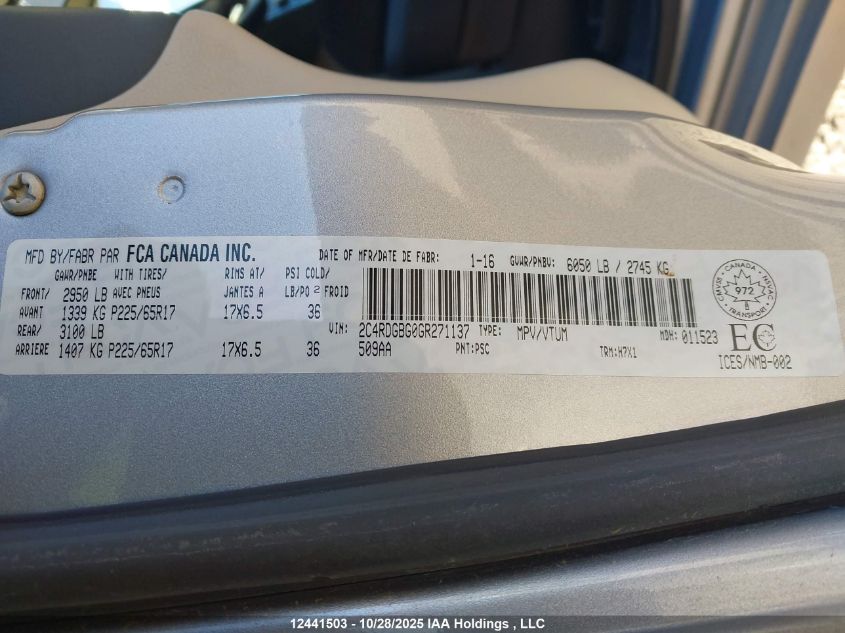 MFD BY/FABR PAR FCA CANADA INC. DATE OF MFR/DATE DE FABR: 1-16 GVWR/PNBV: 6050 LB / 2745 KG
GAWR/PNBE WITH TIRES/ RIMS AT/ PSI COLD/
FRONT/ 2950 LB AVEC PNEUS JANTES A LB/PO 2 FROID
AVANT 1339 KG P225/65R17 17X6.5 36
REAR/ 3100 LB VIN: 2C4RDGBG0GR271137 TYPE: MPV/VTUM MDH: 011523
ARRIERE 1407 KG P225/65R17 17X6.5 36 509AA PNT:PSC TRM:H7X1
CANADA
CMVSS NSVAC
972
8
TRANSPORT
EC
ICES/NMB-002
12441503 - 10/28/2025 IAA Holdings , LLC